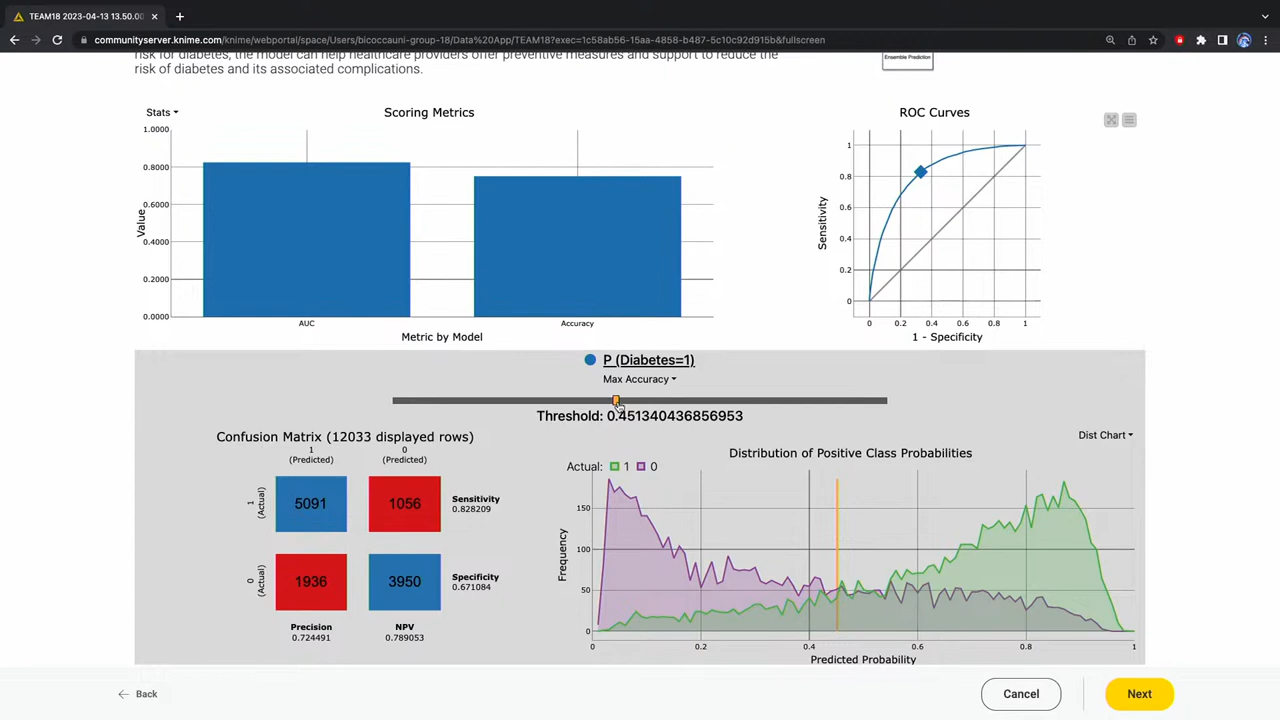 TEAM18 2023-04-13 13.50.00
communityserver.knime.com/knime/webportal/space/Users/bicoccauni-group-18/Data%20App/TEAM18?exec=1c58ab56-15aa-4858-b487-5c10c92d915b&fullscreen
risk for diabetes, the model can help healthcare providers offer preventive measures and support to reduce the
risk of diabetes and its associated complications.
Ensemble Prediction
Stats
Scoring Metrics
1.0000
0.8000
0.6000
0.4000
0.2000
0.0000
Value
AUC
Accuracy
Metric by Model
ROC Curves
1
0.8
0.6
0.4
0.2
0
Sensitivity
0 0.2 0.4 0.6 0.8 1
1 - Specificity
P (Diabetes=1)
Max Accuracy
Threshold: 0.451340436856953
Confusion Matrix (12033 displayed rows)
1
(Predicted)
0
(Predicted)
1
(Actual)
5091
1056
Sensitivity
0.828209
0
(Actual)
1936
3950
Specificity
0.671084
Precision
0.724491
NPV
0.789053
Dist Chart
Distribution of Positive Class Probabilities
Actual: 1 0
Frequency
150
100
50
0
0 0.2 0.4 0.6 0.8 1
Predicted Probability
Back
Cancel
Next